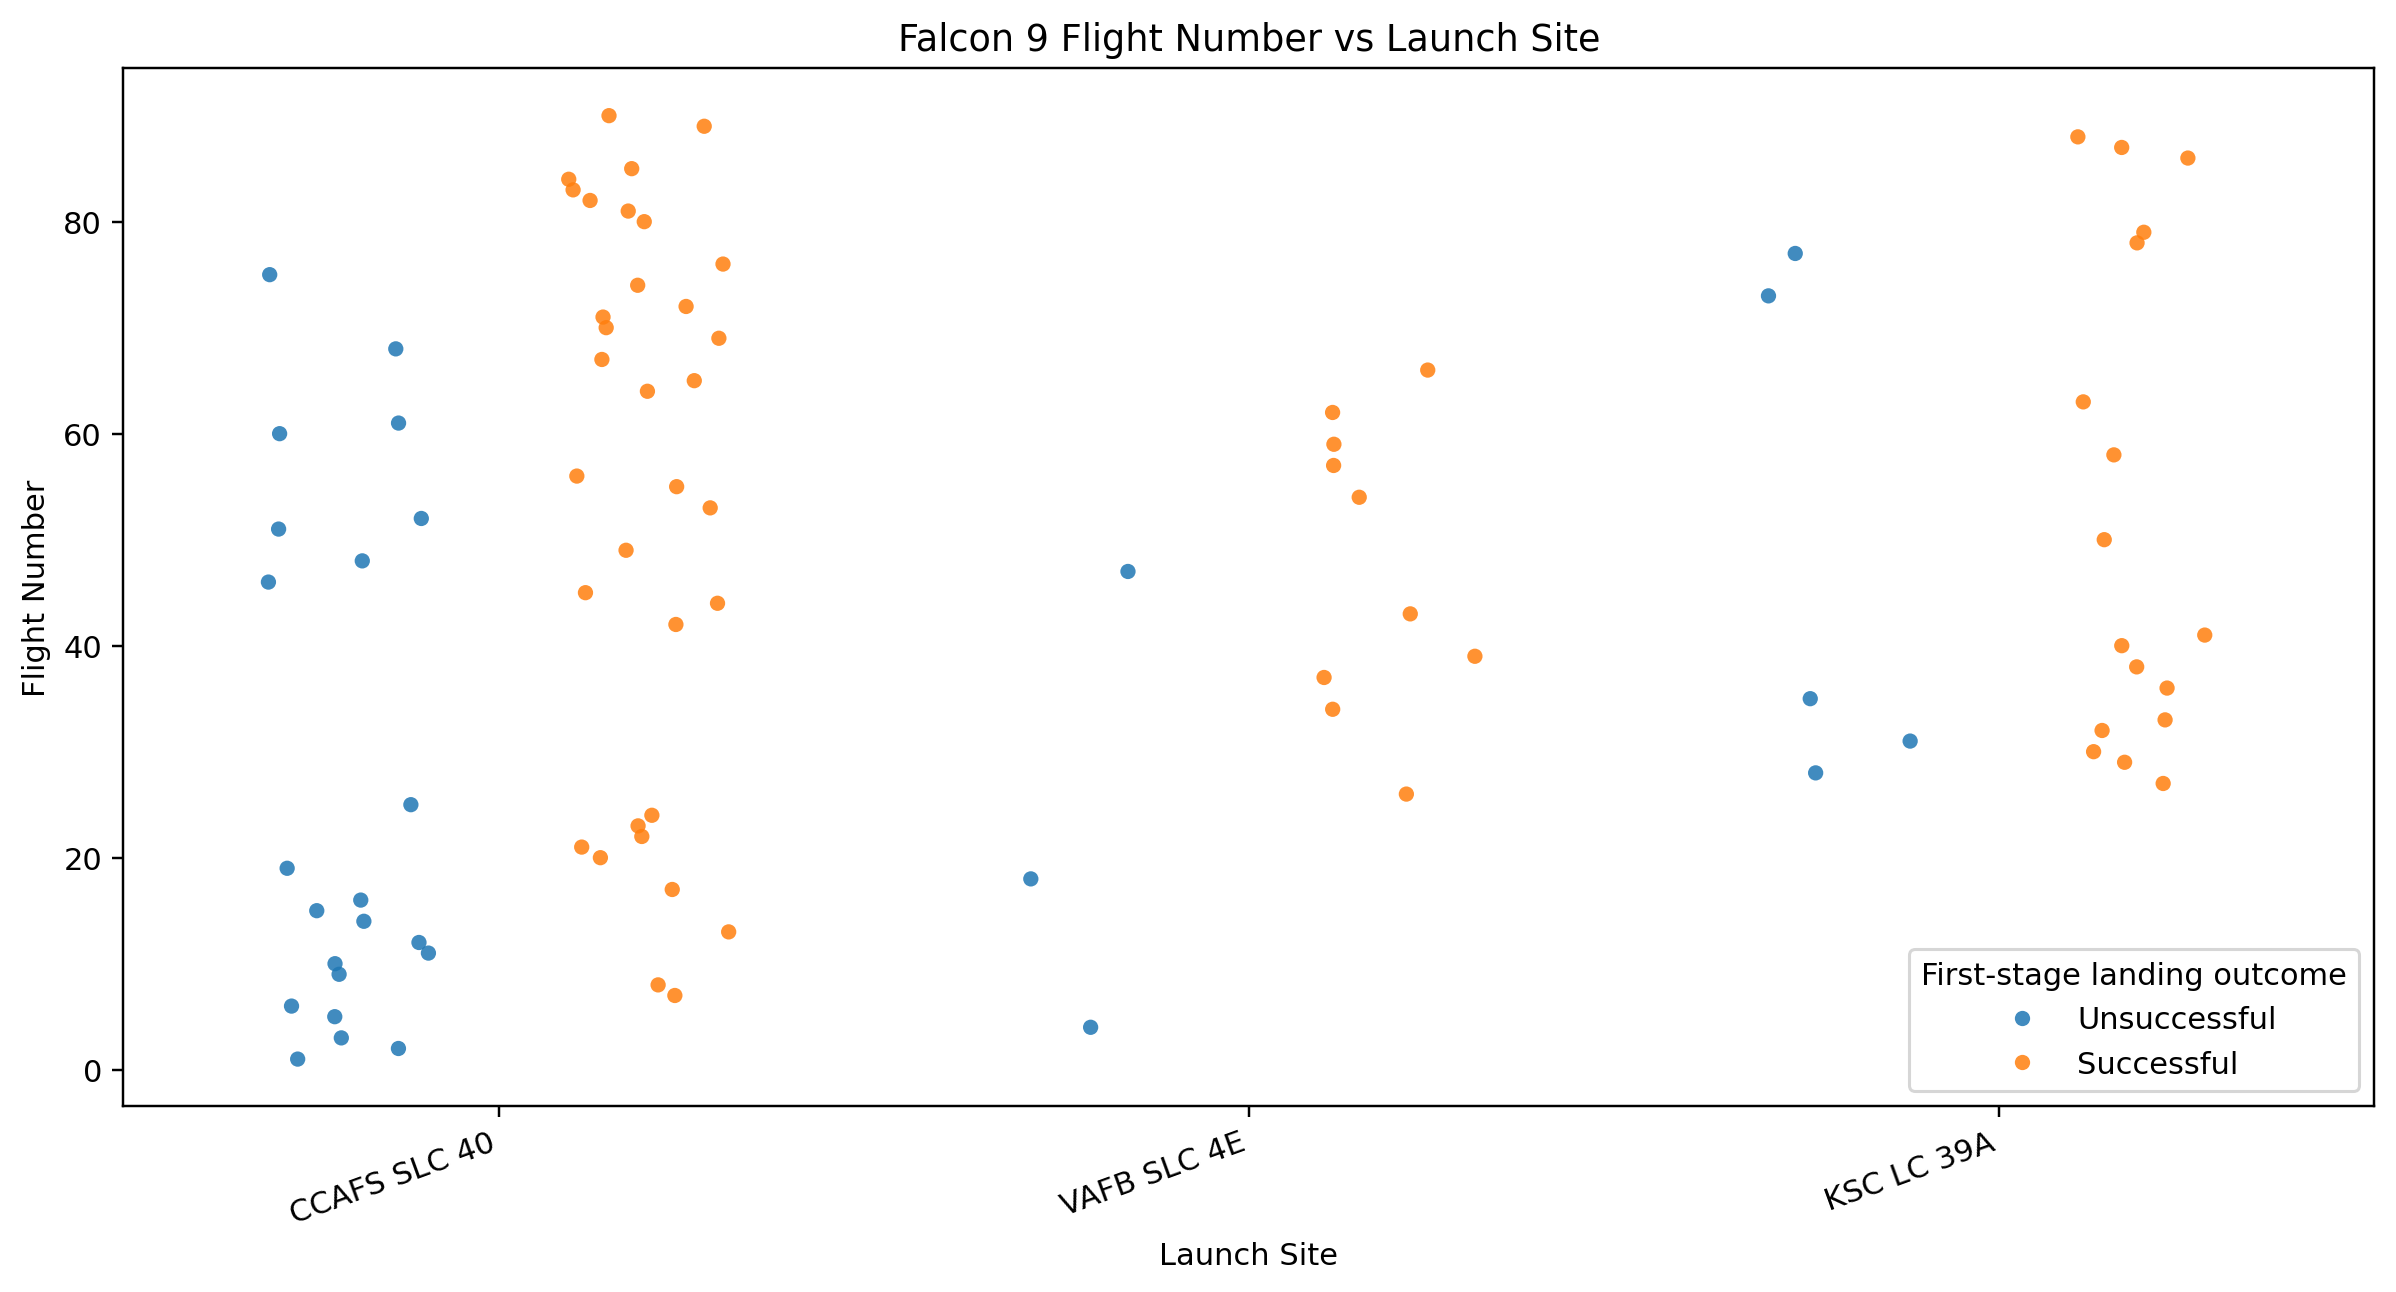 Falcon 9 Flight Number vs Launch Site
Flight Number
80
60
40
20
0
First-stage landing outcome
Unsuccessful
Successful
CCAFS SLC 40
VAFB SLC 4E
KSC LC 39A
Launch Site